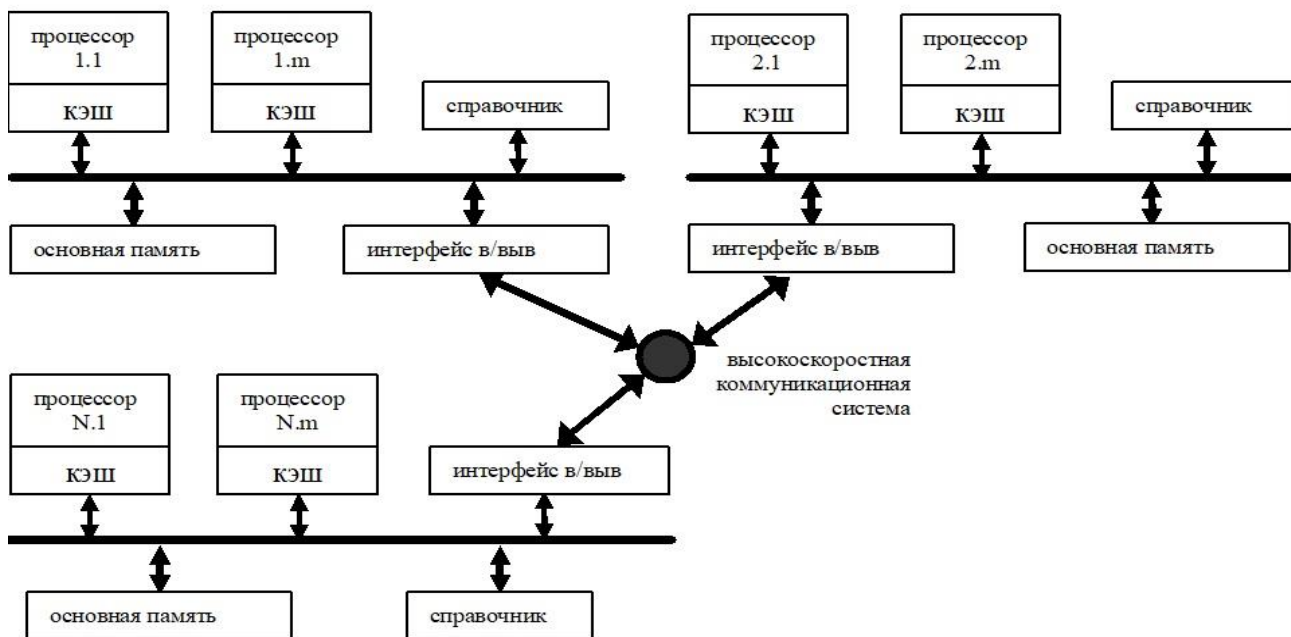 процессор
1.1
КЭШ
процессор
1.m
КЭШ
справочник
основная память
интерфейс в/выв
процессор
2.1
КЭШ
процессор
2.m
КЭШ
справочник
интерфейс в/выв
основная память
высокоскоростная
коммуникационная
система
процессор
N.1
КЭШ
процессор
N.m
КЭШ
интерфейс в/выв
основная память
справочник